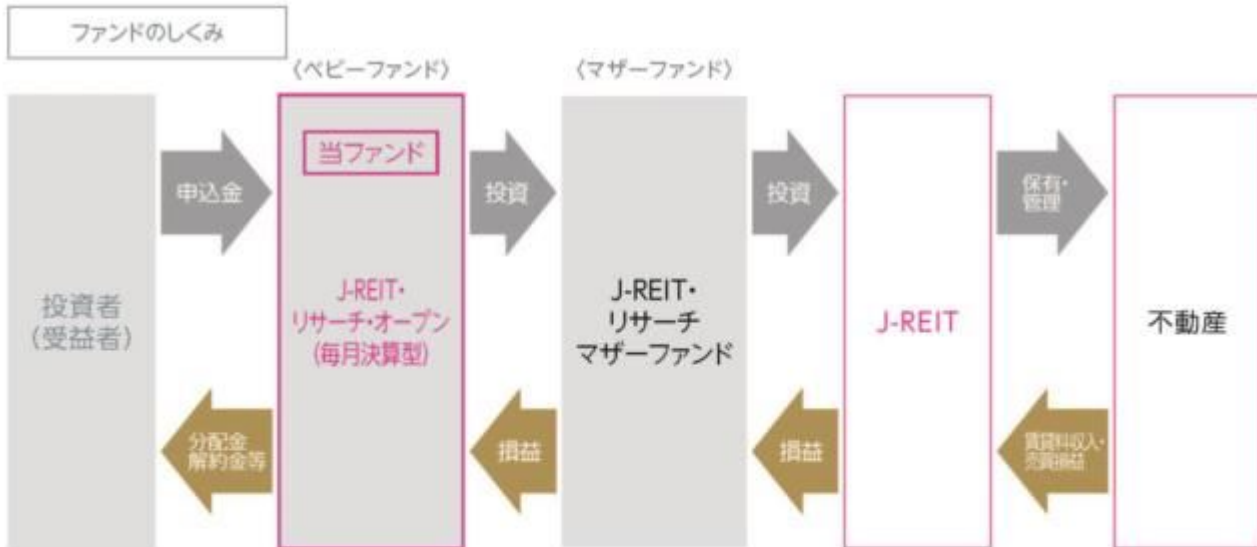 ファンドのしくみ
〈ベビーファンド〉
〈マザーファンド〉
投資者
(受益者)
申込金
分配金
解約金等
当ファンド
J-REIT・
リサーチ・オープン
(毎月決算型)
投資
損益
J-REIT・
リサーチ
マザーファンド
投資
損益
J-REIT
保有・
管理
賃貸料収入・
売買損益
不動産